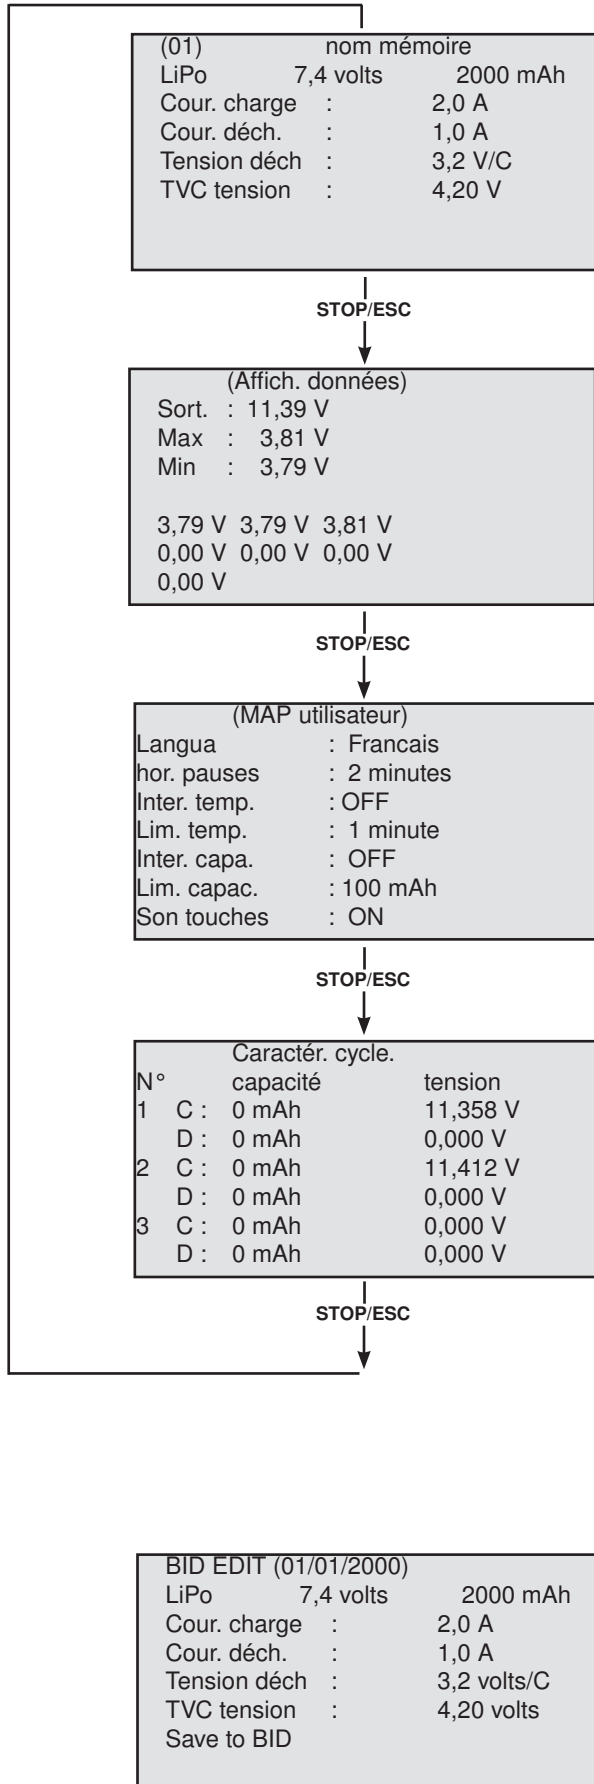 (01) nom mémoire
LiPo 7,4 volts 2000 mAh
Cour. charge : 2,0 A
Cour. déch. : 1,0 A
Tension déch : 3,2 V/C
TVC tension : 4,20 V
STOP/ESC
(Affich. données)
Sort. : 11,39 V
Max : 3,81 V
Min : 3,79 V
3,79 V 3,79 V 3,81 V
0,00 V 0,00 V 0,00 V
0,00 V
STOP/ESC
(MAP utilisateur)
Langua : Francais
hor. pauses : 2 minutes
Inter. temp. : OFF
Lim. temp. : 1 minute
Inter. capa. : OFF
Lim. capac. : 100 mAh
Son touches : ON
STOP/ESC
Caractér. cycle.
N° capacité tension
1 C : 0 mAh 11,358 V
D : 0 mAh 0,000 V
2 C : 0 mAh 11,412 V
D : 0 mAh 0,000 V
3 C : 0 mAh 0,000 V
D : 0 mAh 0,000 V
STOP/ESC
BID EDIT (01/01/2000)
LiPo 7,4 volts 2000 mAh
Cour. charge : 2,0 A
Cour. déch. : 1,0 A
Tension déch : 3,2 volts/C
TVC tension : 4,20 volts
Save to BID